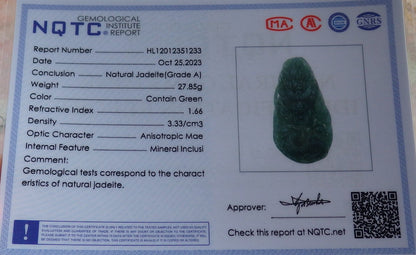 NQTC
GEMOLOGICAL
INSTITUTE
REPORT
MA
GNRS
Report Number HL12012351233
Date Oct 25,2023
Conclusion Natural Jadeite(Grade A)
Weight 27.85g
Color Contain Green
Refractive Index 1.66
Density 3.33/cm3
Optic Character Anisotropic Mae
Internal Feature Mineral Inclusi
Comment:
Gemological tests correspond to the charact
eristics of natural jadeite.
Approver:
Check this report at NQTC.net